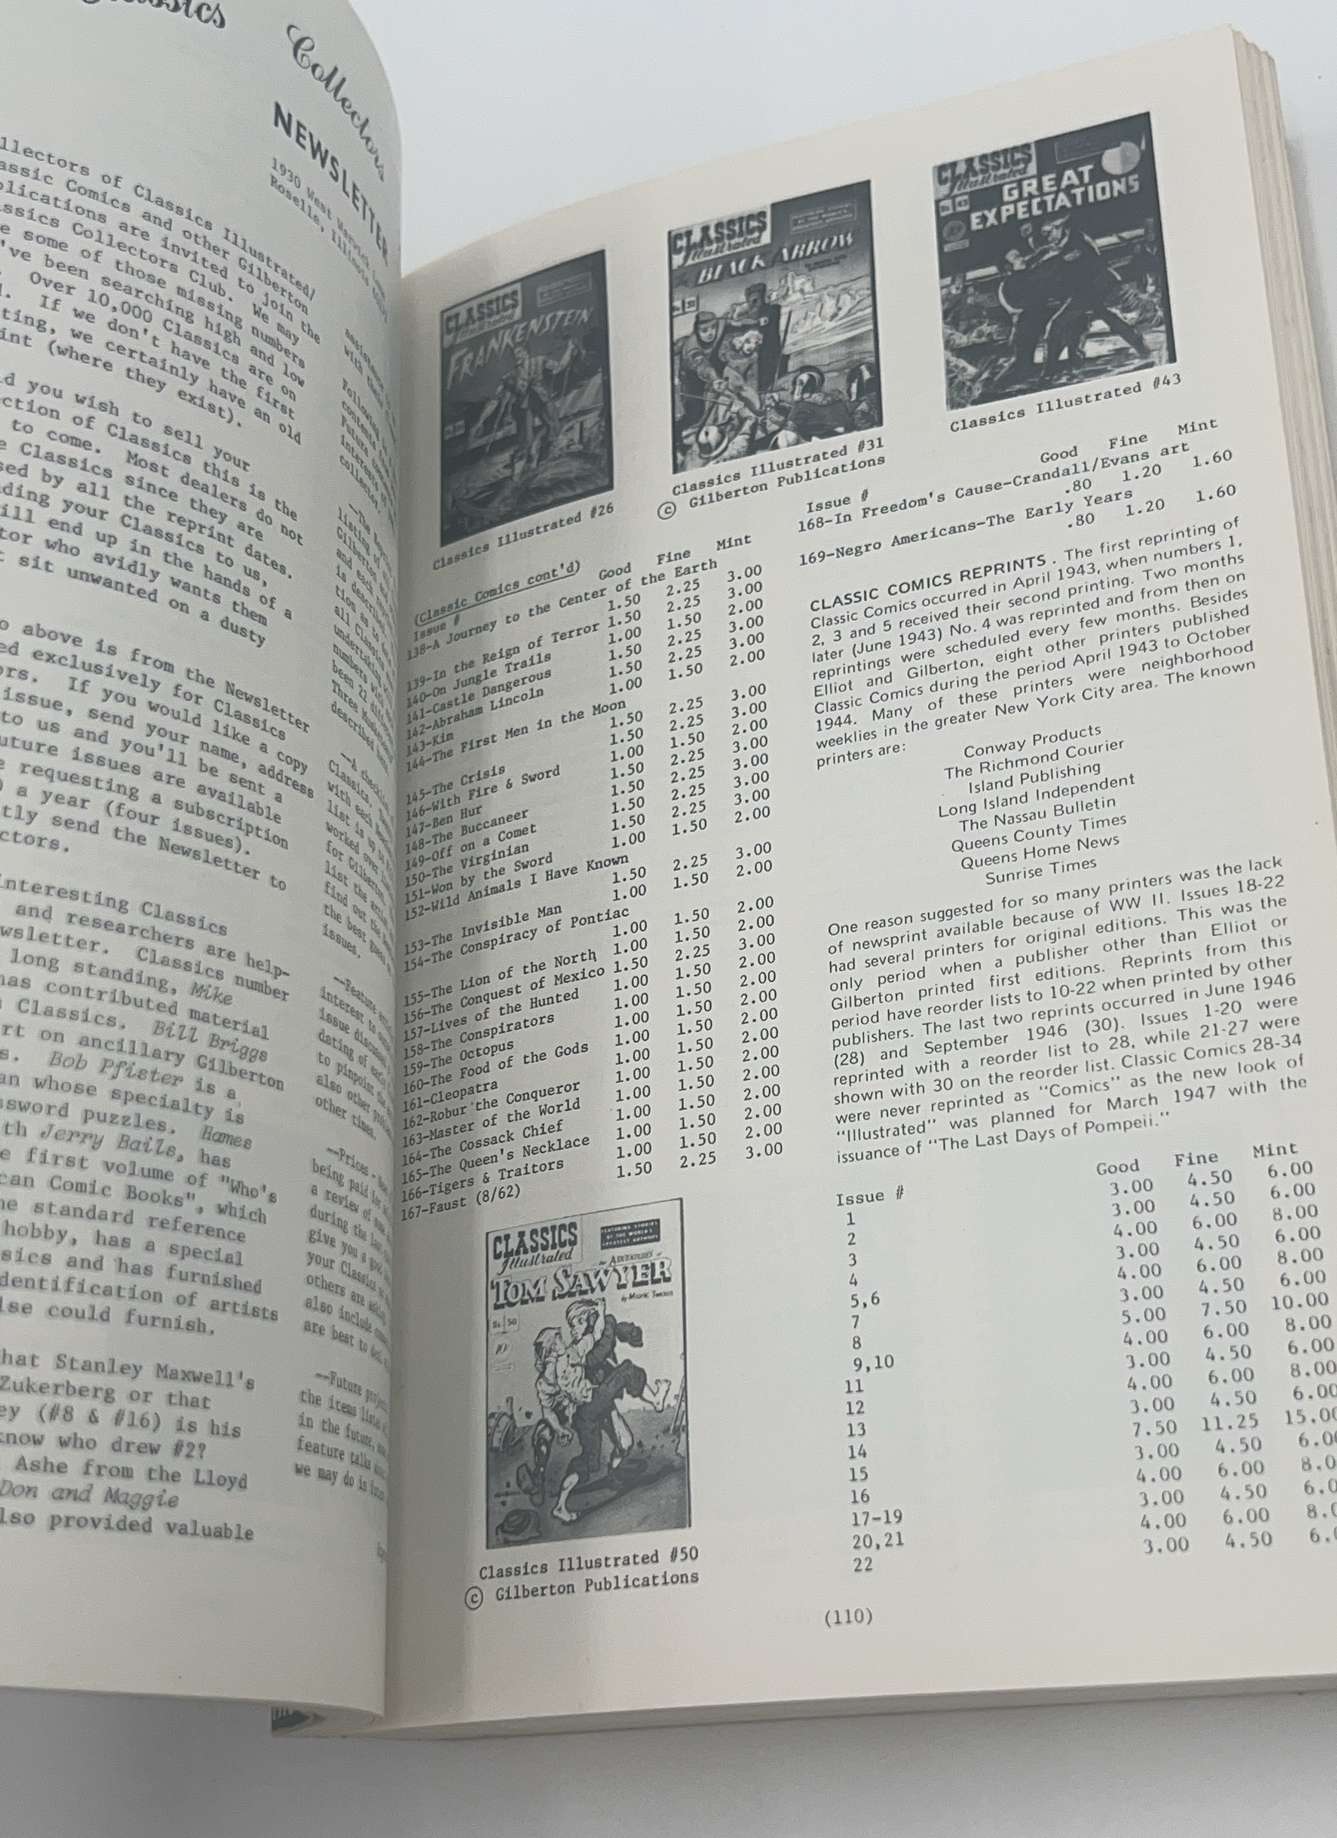 Classics
Collectors
NEWSLETTER
Collectors of Classics Illustrated/
Classic Comics and other Gilberton
publications are invited to join the
Classics Collectors Club. We may
some of those missing numbers
've been searching high and low
Over 10,000 Classics are on
If we don't have the first
ting, we certainly have an old
int (where they exist).
d you wish to sell your
ction of Classics this is the
to come. Most dealers do not
Classics since they are
sed by all the reprint dates.
ding your Classics to us,
ill end up in the hands of a
tor who avidly wants them
t sit unwanted on a dusty
o above is from the Newsletter
ed exclusively for Classics
ors. If you would like a copy
issue, send your name, address
to us and you'll be sent a
uture issues are available
requesting a subscription
) a year (four issues).
tly send the Newsletter to
ctors.
interesting Classics
and researchers are help-
wsletter. Classics number
long standing, Mike
has contributed material
Classics. Bill Briggs
rt on ancillary Gilberton
s. Bob Pfister is a
an whose specialty is
ssword puzzles. Hames
th Jerry Bails, has
e first volume of "Who's
can Comic Books", which
he standard reference
hobby, has a special
sics and has furnished
dentification of artists
lse could furnish.
hat Stanley Maxwell's
Zukerberg or that
ey (#8 & #16) is his
know who drew #2?
Ashe from the Lloyd
Don and Maggie
lso provided valuable
CLASSICS
Illustrated
FRANKENSTEIN
Classics Illustrated #26
CLASSICS
Illustrated
BLACK ARROW
Classics Illustrated #31
© Gilberton Publications
CLASSICS
Illustrated
GREAT
EXPECTATIONS
Classics Illustrated #43
(Classic Comics cont'd)
Issue # Good Fine Mint
138-A Journey to the Center of the Earth
1.50 2.25 3.00
139-In the Reign of Terror 1.50 2.25 3.00
140-On Jungle Trails 1.00 1.50 2.00
141-Castle Dangerous 1.50 2.25 3.00
142-Abraham Lincoln 1.50 2.25 3.00
143-Kim 1.00 1.50 2.00
144-The First Men in the Moon
1.50 2.25 3.00
145-The Crisis 1.50 2.25 3.00
146-With Fire & Sword 1.00 1.50 2.00
147-Ben Hur 1.50 2.25 3.00
148-The Buccaneer 1.50 2.25 3.00
149-Off on a Comet 1.50 2.25 3.00
150-The Virginian 1.50 2.25 3.00
151-Won by the Sword 1.00 1.50 2.00
152-Wild Animals I Have Known
1.50 2.25 3.00
153-The Invisible Man 1.00 1.50 2.00
154-The Conspiracy of Pontiac
1.00 1.50 2.00
155-The Lion of the North 1.00 1.50 2.00
156-The Conquest of Mexico 1.50 2.25 3.00
157-Lives of the Hunted 1.00 1.50 2.00
158-The Conspirators 1.00 1.50 2.00
159-The Octopus 1.00 1.50 2.00
160-The Food of the Gods 1.00 1.50 2.00
161-Cleopatra 1.00 1.50 2.00
162-Robur the Conqueror 1.00 1.50 2.00
163-Master of the World 1.00 1.50 2.00
164-The Cossack Chief 1.00 1.50 2.00
165-The Queen's Necklace 1.00 1.50 2.00
166-Tigers & Traitors 1.00 1.50 2.00
167-Faust (8/62) 1.50 2.25 3.00
CLASSICS
Illustrated
FEATURING STORIES
BY THE WORLD'S
GREATEST AUTHORS
ADVENTURES OF
TOM SAWYER
by MARK TWAIN
No. 50
10¢
Classics Illustrated #50
© Gilberton Publications
Issue # Good Fine Mint
168-In Freedom's Cause-Crandall/Evans art
.80 1.20 1.60
169-Negro Americans-The Early Years
.80 1.20 1.60
CLASSIC COMICS REPRINTS. The first reprinting of
Classic Comics occurred in April 1943, when numbers 1,
2, 3 and 5 received their second printing. Two months
later (June 1943) No. 4 was reprinted and from then on
reprintings were scheduled every few months. Besides
Elliot and Gilberton, eight other printers published
Classic Comics during the period April 1943 to October
1944. Many of these printers were neighborhood
weeklies in the greater New York City area. The known
printers are:
Conway Products
The Richmond Courier
Island Publishing
Long Island Independent
The Nassau Bulletin
Queens County Times
Queens Home News
Sunrise Times
One reason suggested for so many printers was the lack
of newsprint available because of WW II. Issues 18-22
had several printers for original editions. This was the
only period when a publisher other than Elliot or
Gilberton printed first editions. Reprints from this
period have reorder lists to 10-22 when printed by other
publishers. The last two reprints occurred in June 1946
(28) and September 1946 (30). Issues 1-20 were
reprinted with a reorder list to 28, while 21-27 were
shown with 30 on the reorder list. Classic Comics 28-34
were never reprinted as "Comics" as the new look of
"Illustrated" was planned for March 1947 with the
issuance of "The Last Days of Pompeii."
Issue # Good Fine Mint
1 3.00 4.50 6.00
2 3.00 4.50 6.00
3 4.00 6.00 8.00
4 3.00 4.50 6.00
5,6 4.00 6.00 8.00
7 3.00 4.50 6.00
8 5.00 7.50 10.00
9,10 4.00 6.00 8.00
11 3.00 4.50 6.00
12 4.00 6.00 8.00
13 3.00 4.50 6.00
14 7.50 11.25 15.00
15 3.00 4.50 6.0
16 4.00 6.00 8.0
17-19 3.00 4.50 6.0
20,21 4.00 6.00 8.
22 3.00 4.50 6.
(110)